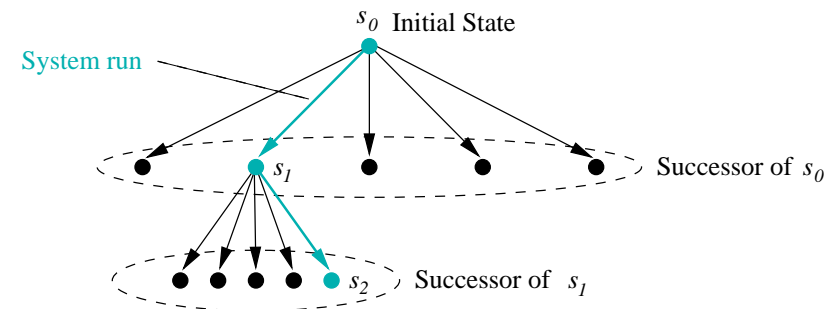 s0 Initial State
System run
s1 Successor of s0
s2 Successor of s1